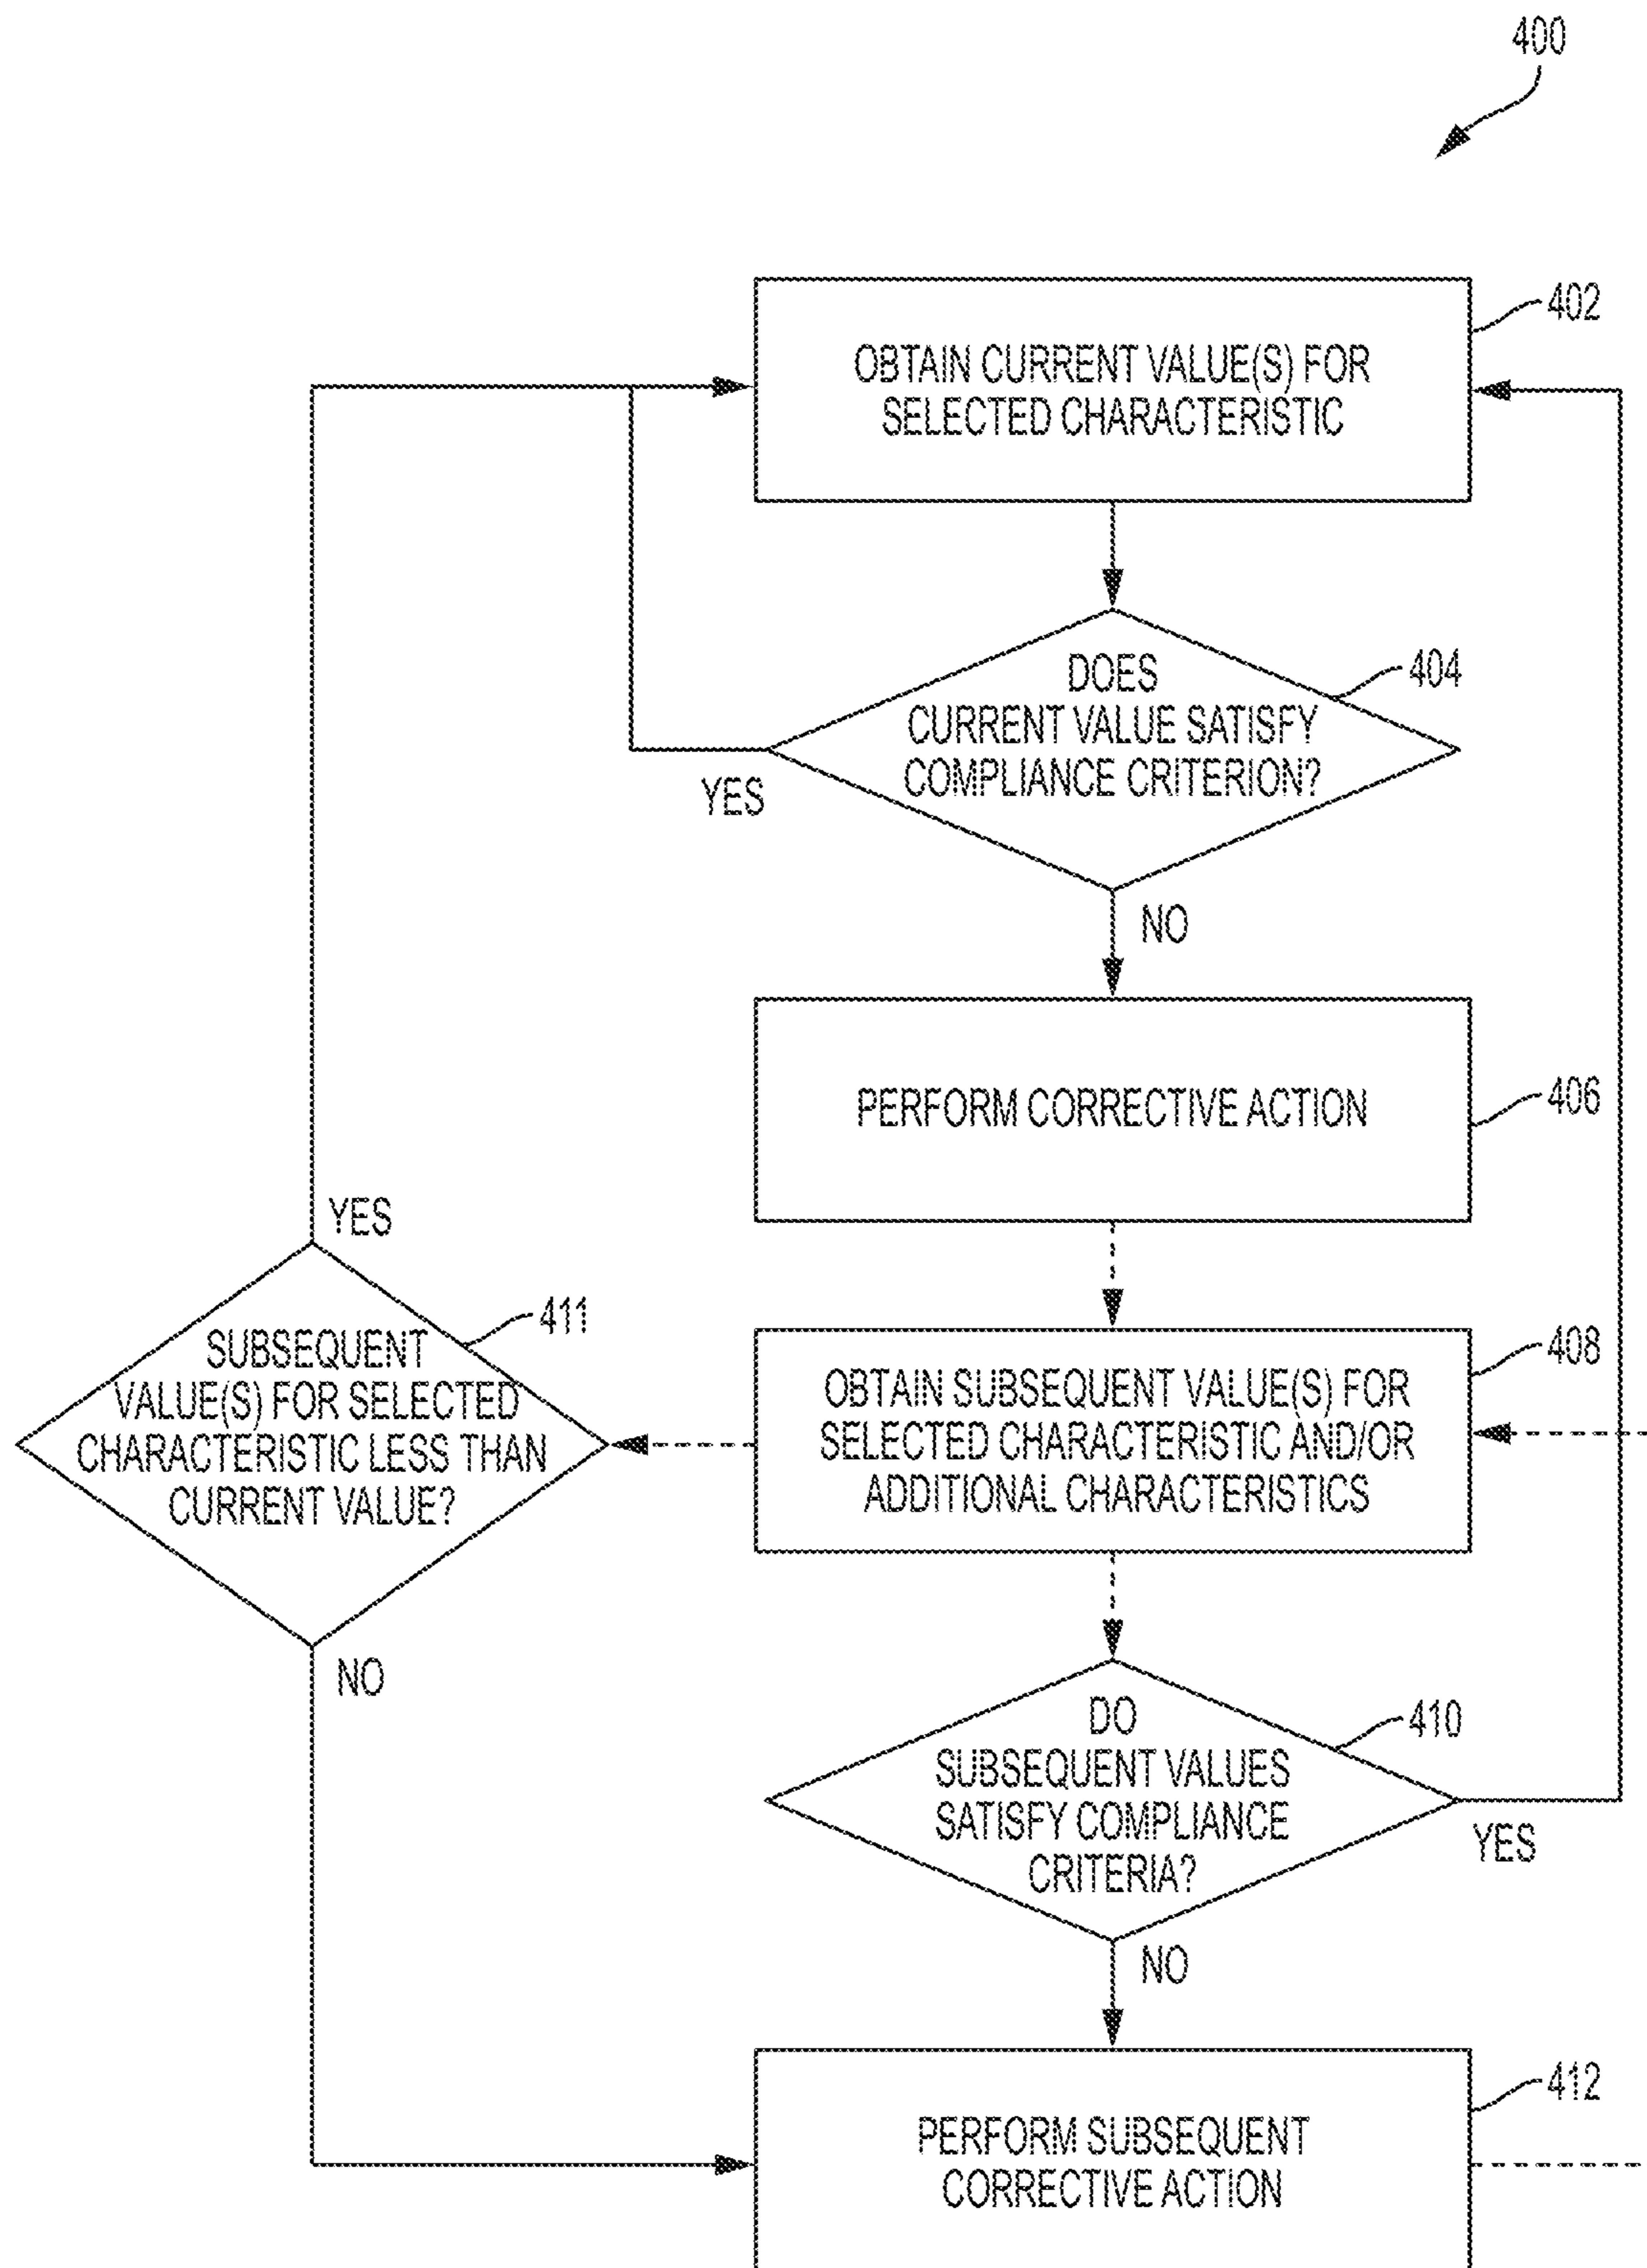 400
402
OBTAIN CURRENT VALUE(S) FOR
SELECTED CHARACTERISTIC
404
DOES
CURRENT VALUE SATISFY
COMPLIANCE CRITERION?
YES
NO
406
PERFORM CORRECTIVE ACTION
YES
411
SUBSEQUENT
VALUE(S) FOR SELECTED
CHARACTERISTIC LESS THAN
CURRENT VALUE?
NO
408
OBTAIN SUBSEQUENT VALUE(S) FOR
SELECTED CHARACTERISTIC AND/OR
ADDITIONAL CHARACTERISTICS
410
DO
SUBSEQUENT VALUES
SATISFY COMPLIANCE
CRITERIA?
YES
NO
412
PERFORM SUBSEQUENT
CORRECTIVE ACTION